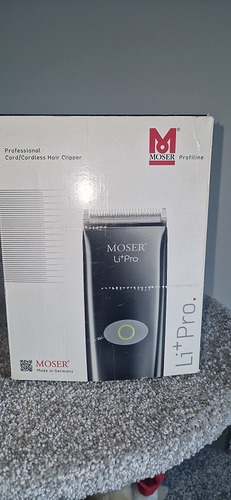 Professional
Cord/Cordless Hair Clipper
MOSER
Profiline
MOSER
Li+Pro
Li+Pro.
MOSER
Made in Germany